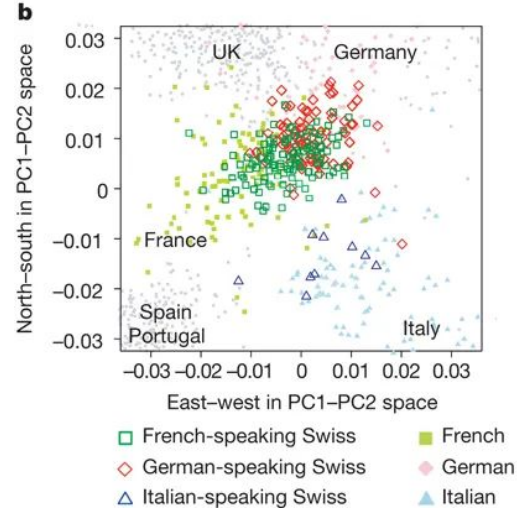 b
0.03
0.02
0.01
0
−0.01
−0.02
−0.03
North–south in PC1–PC2 space
UK
Germany
France
Spain
Portugal
Italy
−0.03 −0.02 −0.01 0 0.01 0.02 0.03
East–west in PC1–PC2 space
French-speaking Swiss French
German-speaking Swiss German
Italian-speaking Swiss Italian